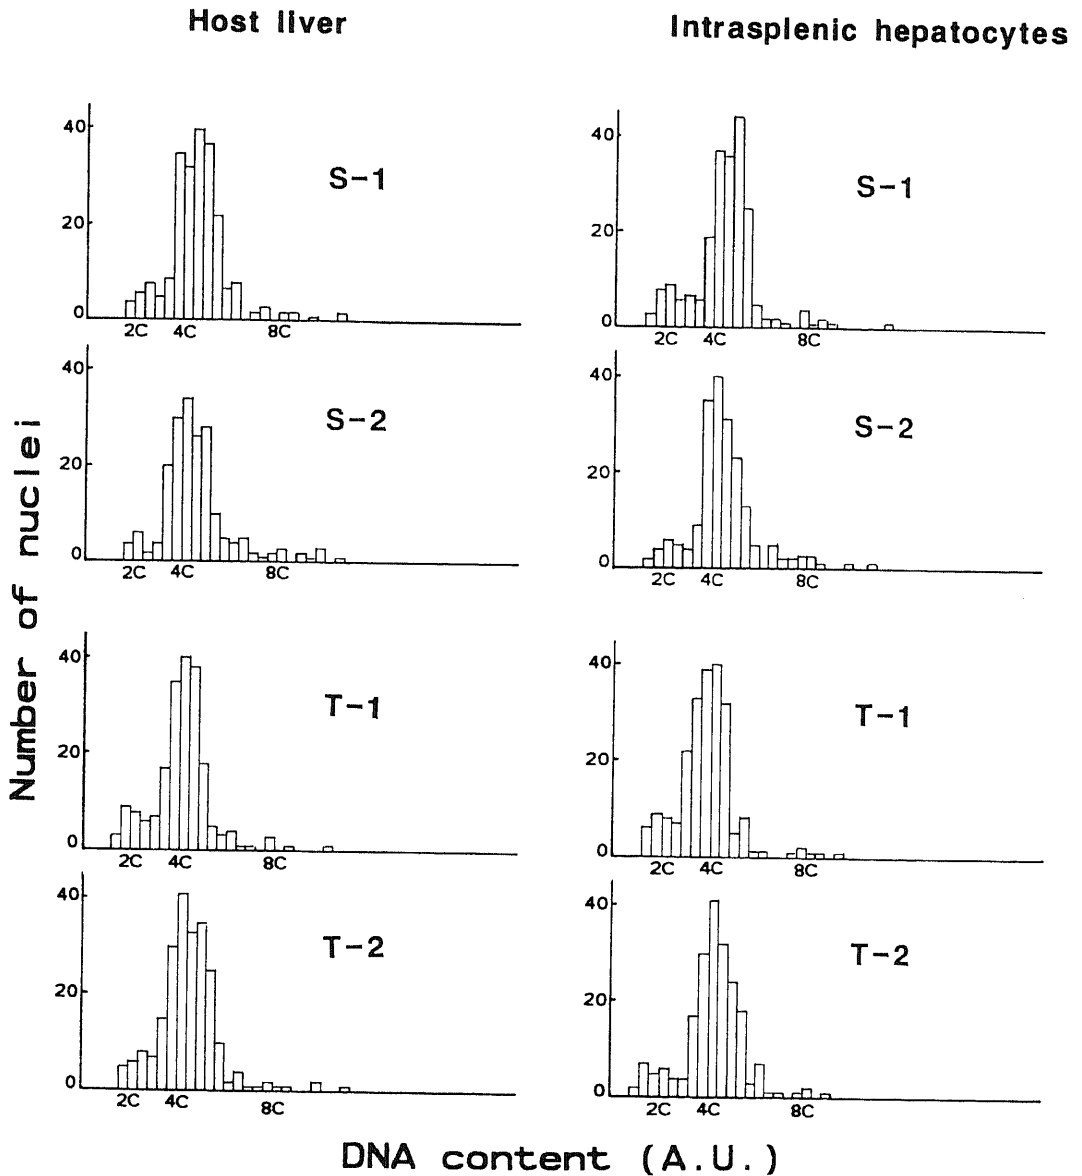 Host liver
Intrasplenic hepatocytes
Number of nuclei
40
20
0
S-1
2C 4C 8C
40
20
0
S-1
2C 4C 8C
40
20
0
S-2
2C 4C 8C
40
20
0
S-2
2C 4C 8C
40
20
0
T-1
2C 4C 8C
40
20
0
T-1
2C 4C 8C
40
20
0
T-2
2C 4C 8C
40
20
0
T-2
2C 4C 8C
DNA content (A.U.)